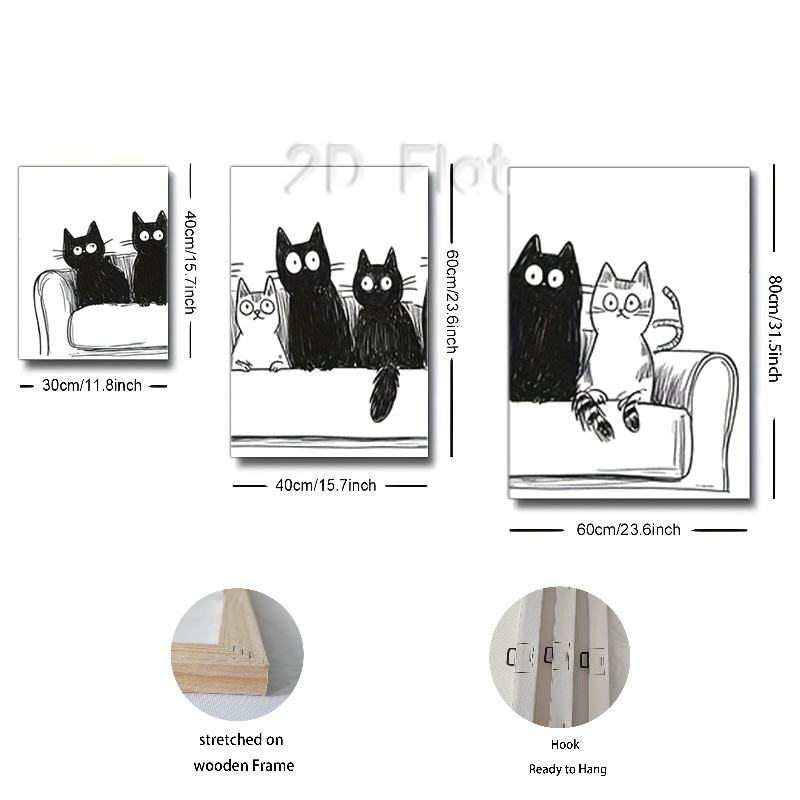 2D Flat
40cm/15.7inch
30cm/11.8inch
60cm/23.6inch
40cm/15.7inch
80cm/31.5inch
60cm/23.6inch
stretched on
wooden Frame
Hook
Ready to Hang